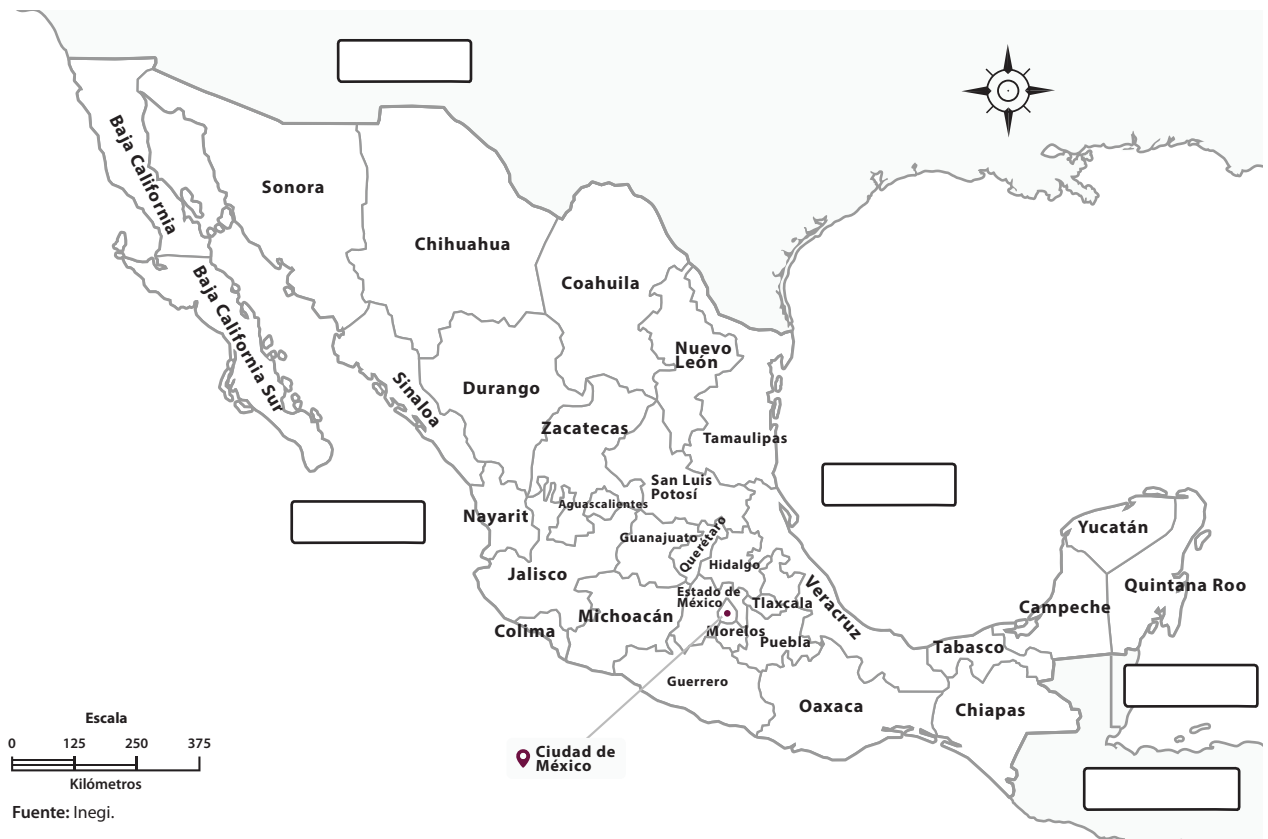 Baja California
Sonora
Chihuahua
Coahuila
Baja California Sur
Nuevo
León
Sinaloa
Durango
Zacatecas
Tamaulipas
San Luis
Potosí
Aguascalientes
Nayarit
Yucatán
Guanajuato
Querétaro
Hidalgo
Jalisco
Quintana Roo
Estado de
México
Tlaxcala
Veracruz
Campeche
Michoacán
Colima
Morelos
Puebla
Tabasco
Guerrero
Oaxaca
Chiapas
Ciudad de
México
Escala
0 125 250 375
Kilómetros
Fuente: Inegi.